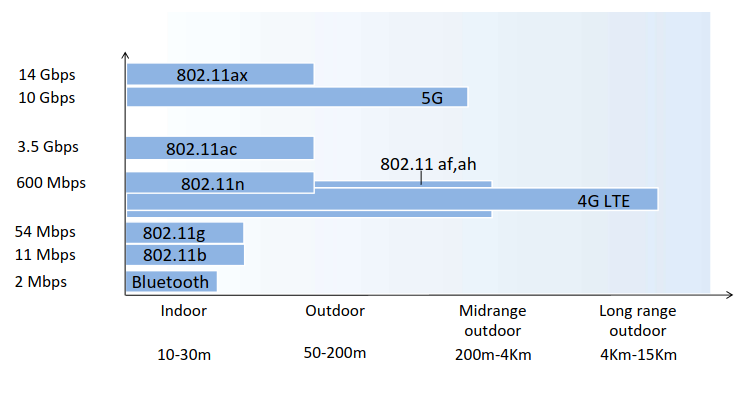 14 Gbps
802.11ax
10 Gbps
5G
3.5 Gbps
802.11ac
802.11 af,ah
600 Mbps
802.11n
4G LTE
54 Mbps
802.11g
11 Mbps
802.11b
2 Mbps
Bluetooth
Indoor
Outdoor
Midrange
outdoor
Long range
outdoor
10-30m
50-200m
200m-4Km
4Km-15Km